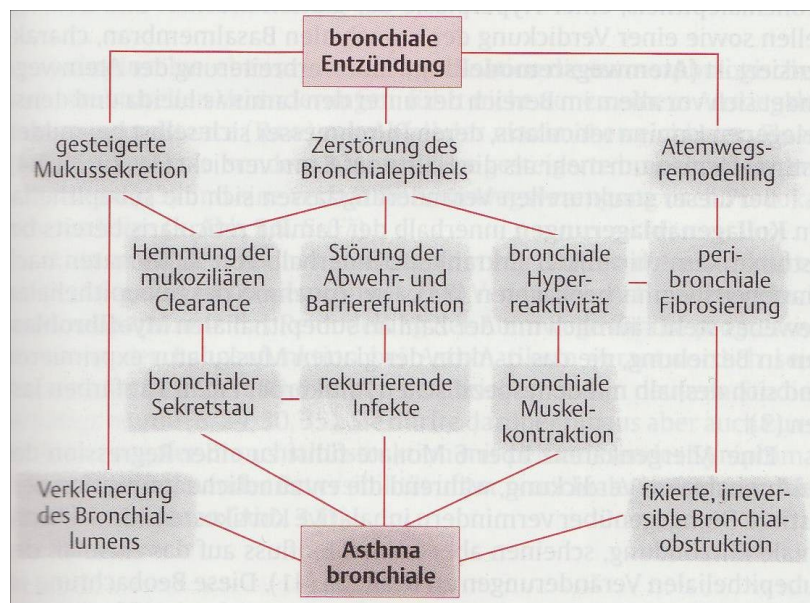 bronchiale
Entzündung
gesteigerte
Mukussekretion
Zerstörung des
Bronchialepithels
Atemwegs-
remodelling
Hemmung der
mukoziliären
Clearance
Störung der
Abwehr- und
Barrierefunktion
bronchiale
Hyper-
reaktivität
peri-
bronchiale
Fibrosierung
bronchialer
Sekretstau
rekurrierende
Infekte
bronchiale
Muskel-
kontraktion
Verkleinerung
des Bronchial-
lumens
Asthma
bronchiale
fixierte, irrever-
sible Bronchial-
obstruktion